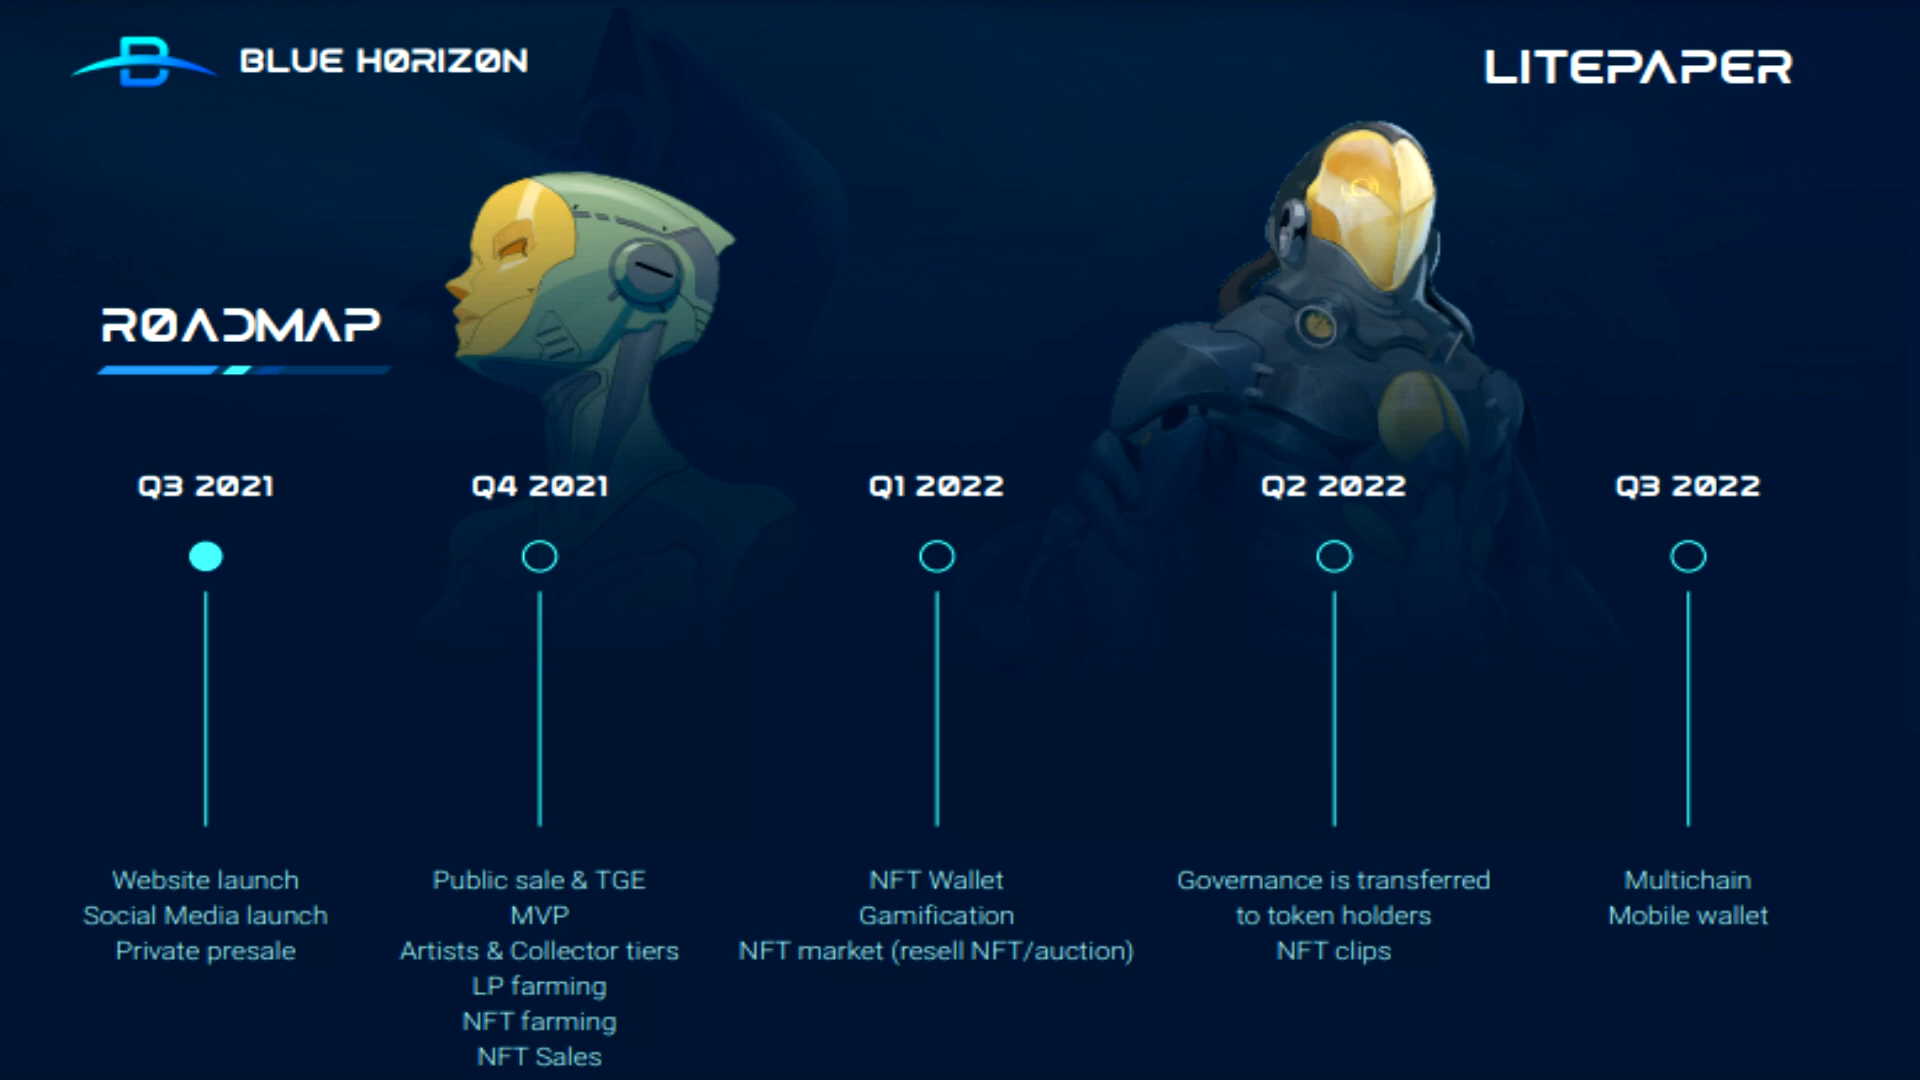 BLUE HØRIZØN
LITEPAPER
RØADMAP
Q3 2021
Q4 2021
Q1 2022
Q2 2022
Q3 2022
Website launch
Social Media launch
Private presale
Public sale & TGE
MVP
Artists & Collector tiers
LP farming
NFT farming
NFT Sales
NFT Wallet
Gamification
NFT market (resell NFT/auction)
Governance is transferred
to token holders
NFT clips
Multichain
Mobile wallet